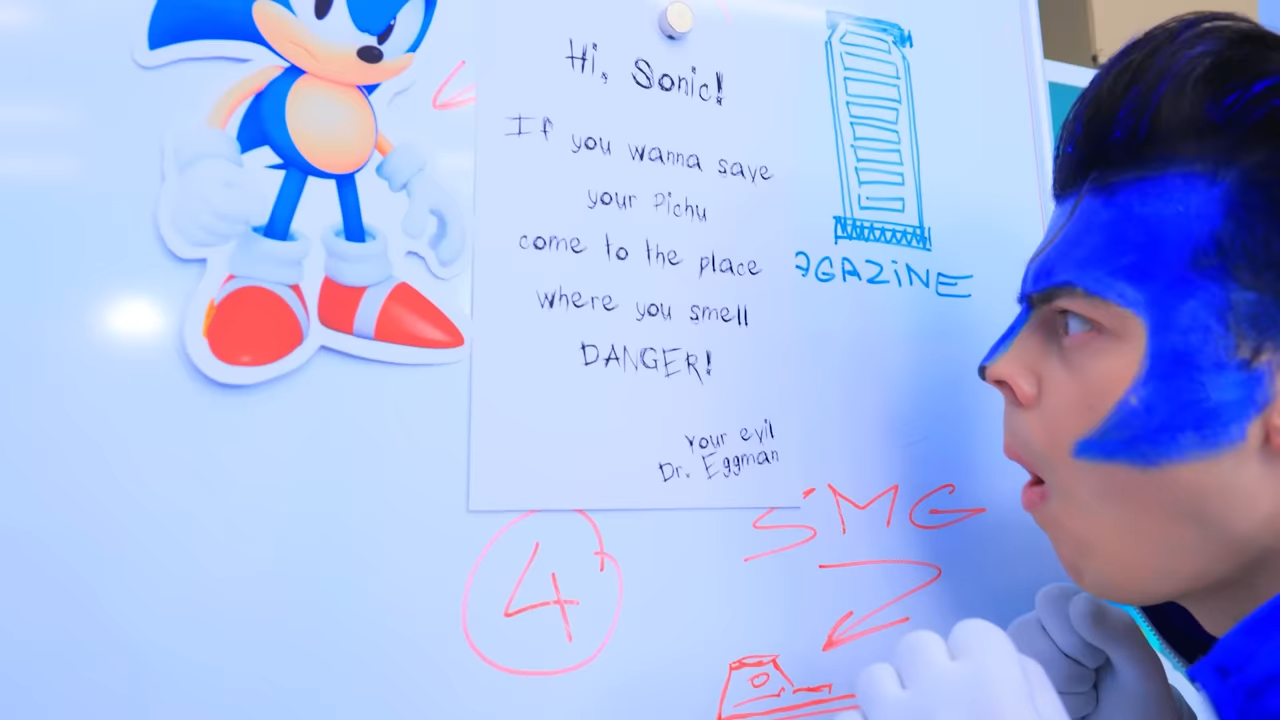 Hi, Sonic!
If you wanna save
your Pichu
come to the place
where you smell
DANGER!
Your evil
Dr. Eggman
AGAZiNE
SMG
4